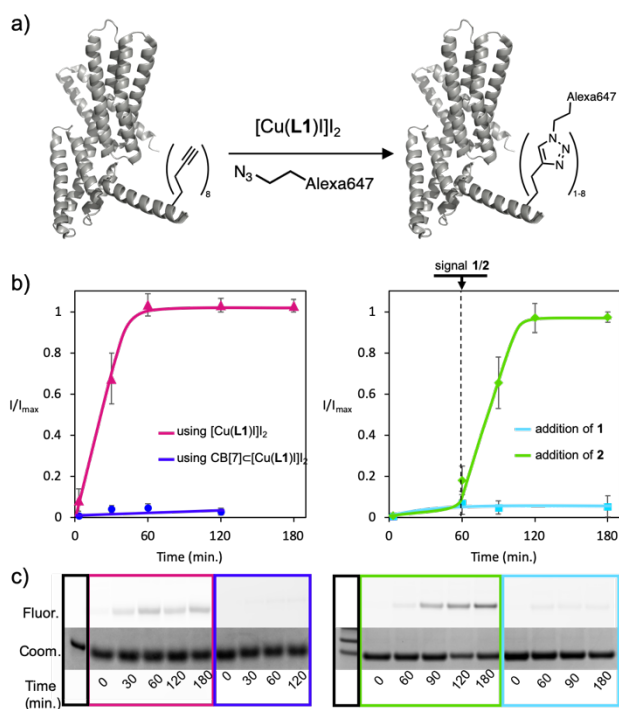 a)
Alexa647
[Cu(L1)I]I₂
N₃ Alexa647
8
N N N
1-8
b)
signal 1/2
1
0.8
0.6
0.4
0.2
0
I/Imax
using [Cu(L1)I]I₂
using CB[7]⊂[Cu(L1)I]I₂
0 60 120 180
Time (min.)
1
0.8
0.6
0.4
0.2
0
I/Imax
addition of 1
addition of 2
0 60 120 180
Time (min.)
c)
Fluor.
Coom.
Time
(min.)
0 30 60 120 180 0 30 60 120
0 60 90 120 180 0 60 90 180